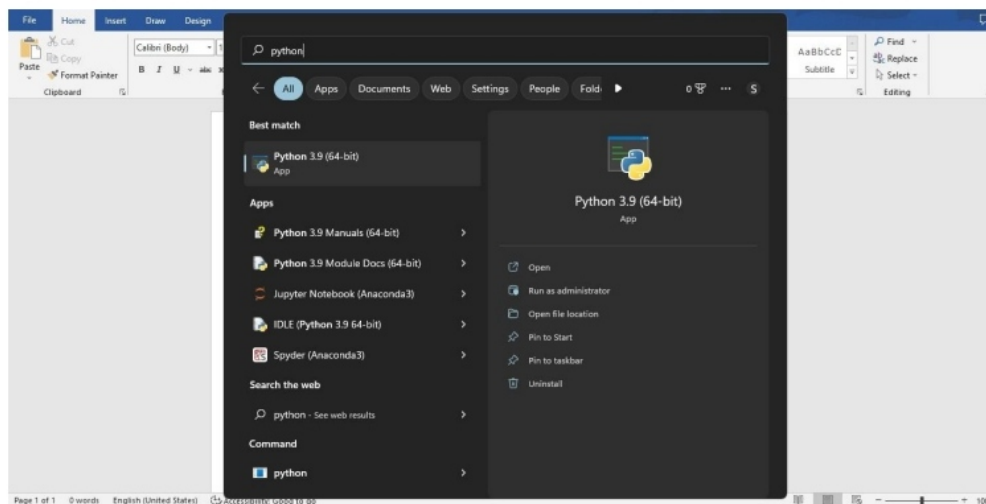 File Home Insert Draw Design
Cut
Copy
Paste
Format Painter
Clipboard
Calibri (Body)
B I U abc
AaBbCcD
Subtitle
Find
Replace
Select
Editing
python
All Apps Documents Web Settings People 0 S
Best match
Python 3.9 (64-bit)
App
Apps
Python 3.9 Manuals (64-bit)
Python 3.9 Module Docs (64-bit)
Jupyter Notebook (Anaconda3)
IDLE (Python 3.9 64-bit)
Spyder (Anaconda3)
Search the web
python - See web results
Command
python
Python 3.9 (64-bit)
App
Open
Run as administrator
Open file location
Pin to Start
Pin to taskbar
Uninstall
Page 1 of 1 0 words English (United States) Accessibility: Good to go